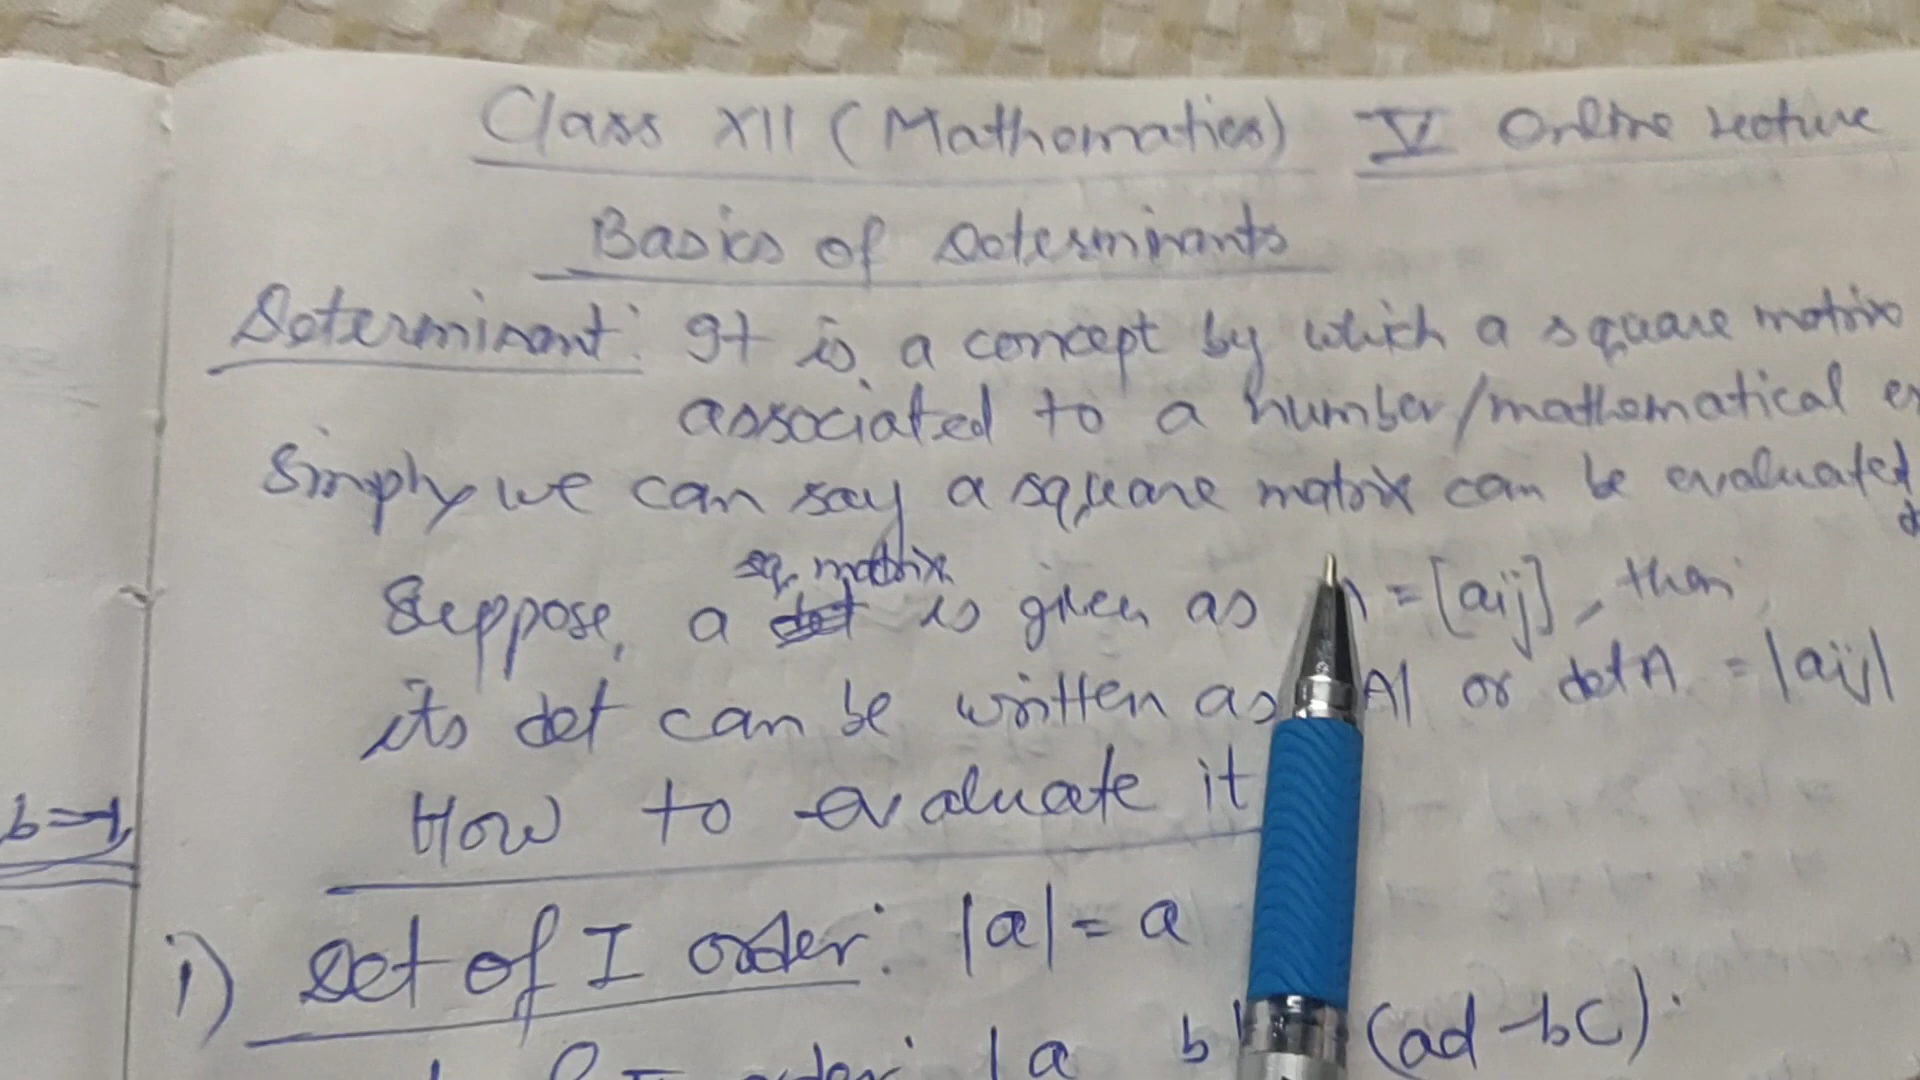 Class XII (Mathematics) V Online Lecture
Basics of Determinants
Determinant: It is a concept by which a square matrix
associated to a number/mathematical
Simply we can say a square matrix can be evaluated
sq. matrix
Suppose, a det is given as = [aij], then
its det can be written as A| or det A = |aij|
How to evaluate it
b=1,
i) Det of I order: |a| = a
order: |a b| (ad-bc).